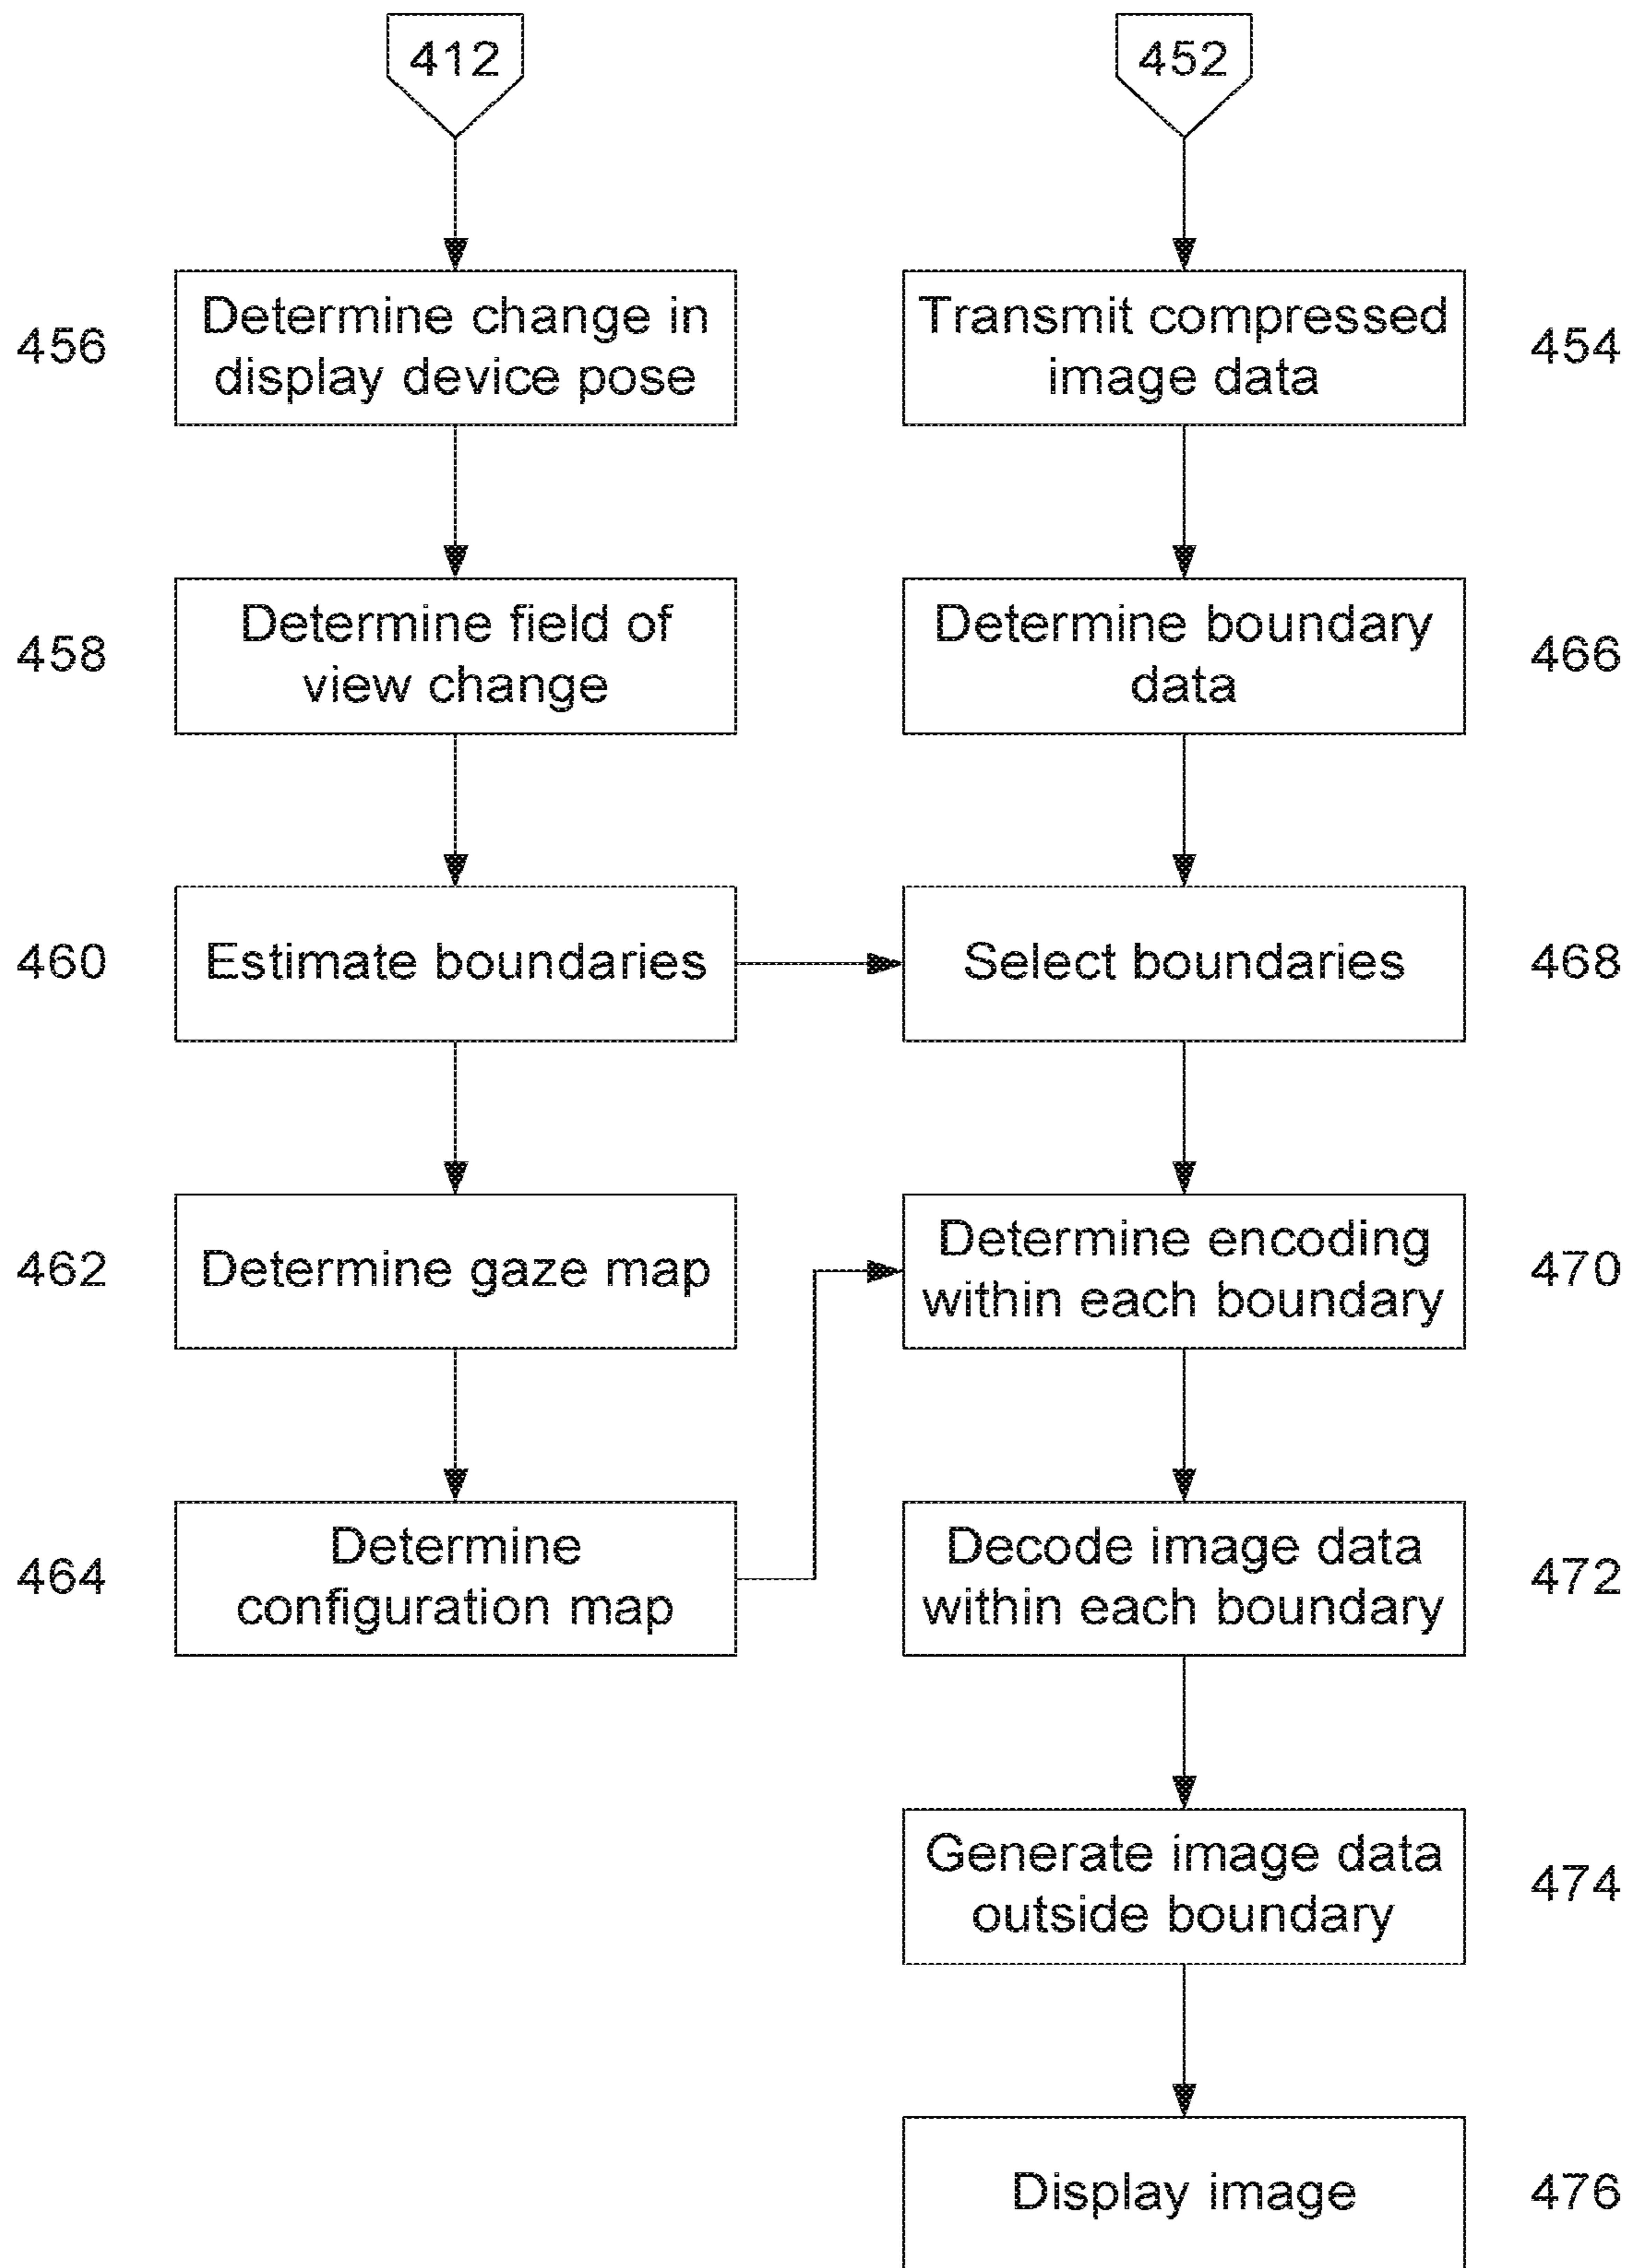 412
452
456
Determine change in
display device pose
Transmit compressed
image data
454
458
Determine field of
view change
Determine boundary
data
466
460
Estimate boundaries
Select boundaries
468
462
Determine gaze map
Determine encoding
within each boundary
470
464
Determine
configuration map
Decode image data
within each boundary
472
Generate image data
outside boundary
474
Display image
476